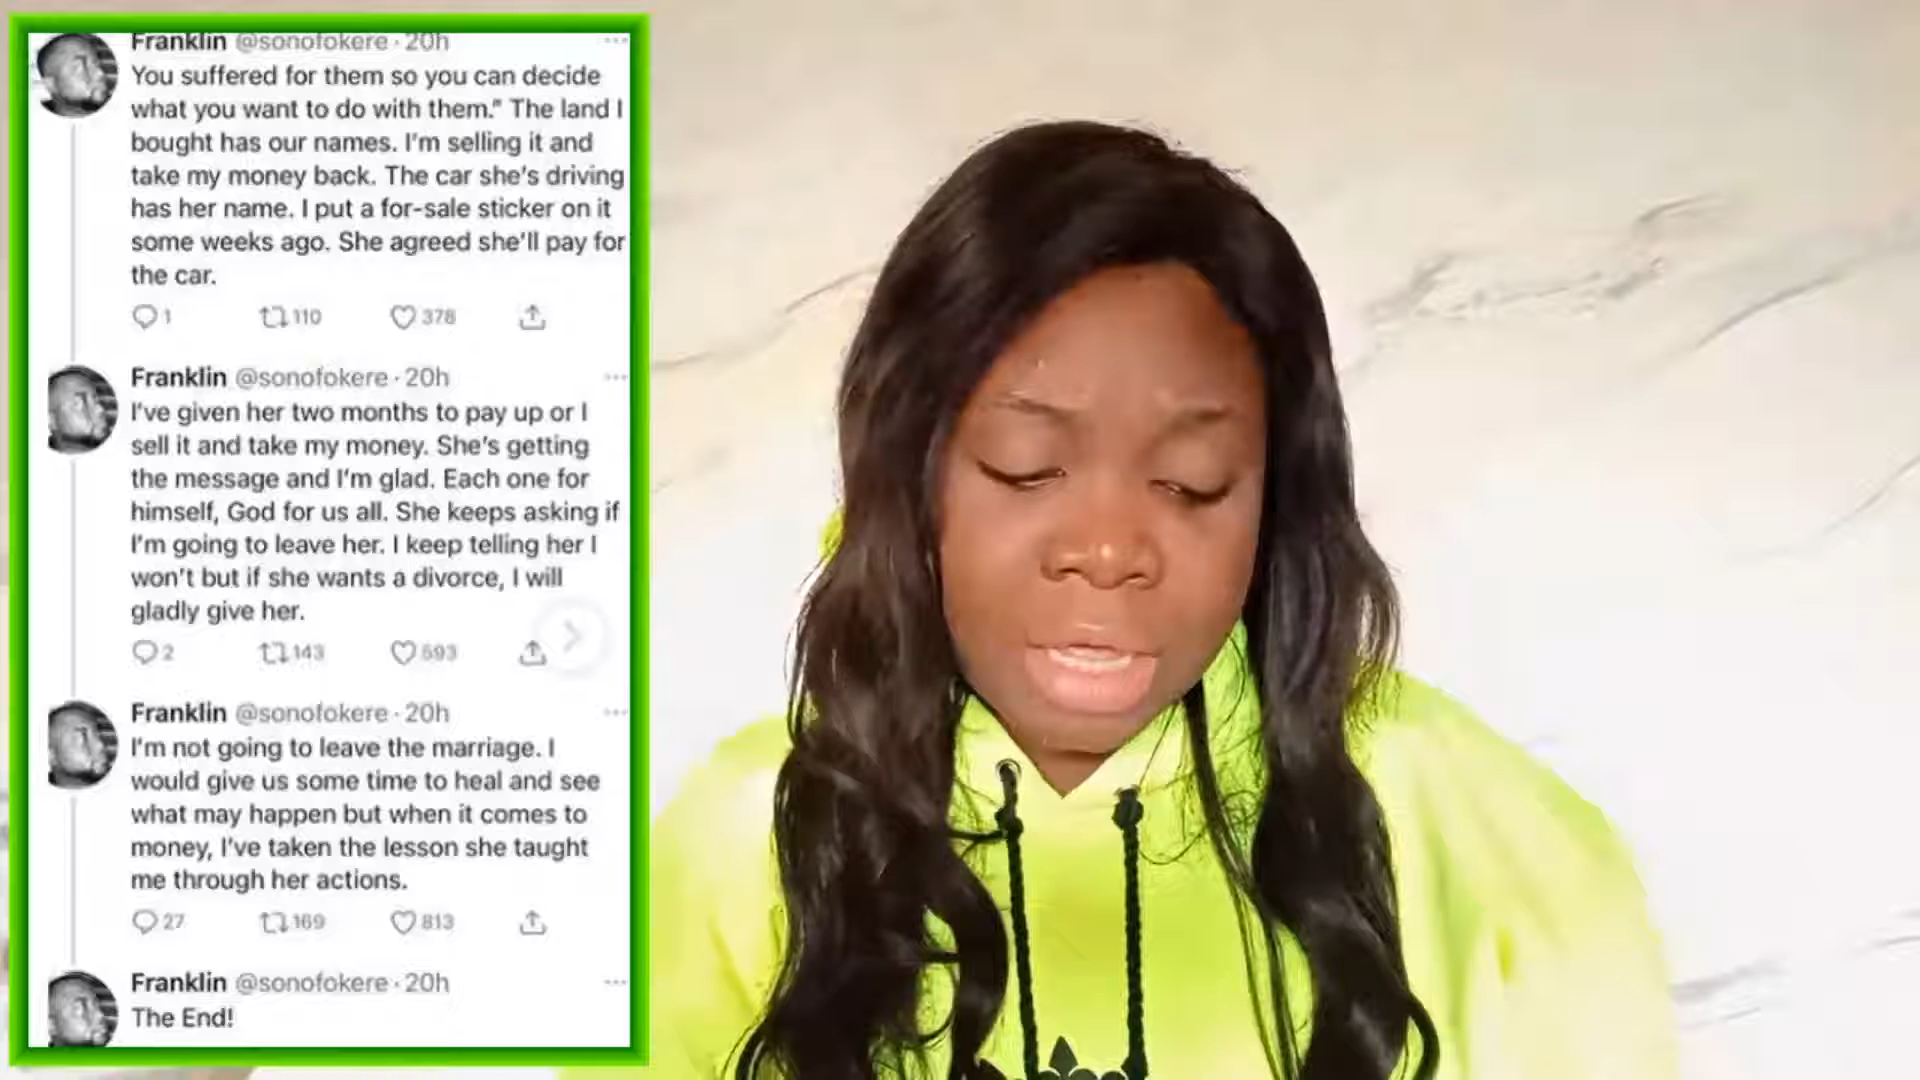 Franklin @sonofokere · 20h
You suffered for them so you can decide
what you want to do with them." The land I
bought has our names. I'm selling it and
take my money back. The car she's driving
has her name. I put a for-sale sticker on it
some weeks ago. She agreed she'll pay for
the car.
1 110 378
Franklin @sonofokere · 20h
I've given her two months to pay up or I
sell it and take my money. She's getting
the message and I'm glad. Each one for
himself, God for us all. She keeps asking if
I'm going to leave her. I keep telling her I
won't but if she wants a divorce, I will
gladly give her.
2 143 593
Franklin @sonofokere · 20h
I'm not going to leave the marriage. I
would give us some time to heal and see
what may happen but when it comes to
money, I've taken the lesson she taught
me through her actions.
27 169 813
Franklin @sonofokere · 20h
The End!